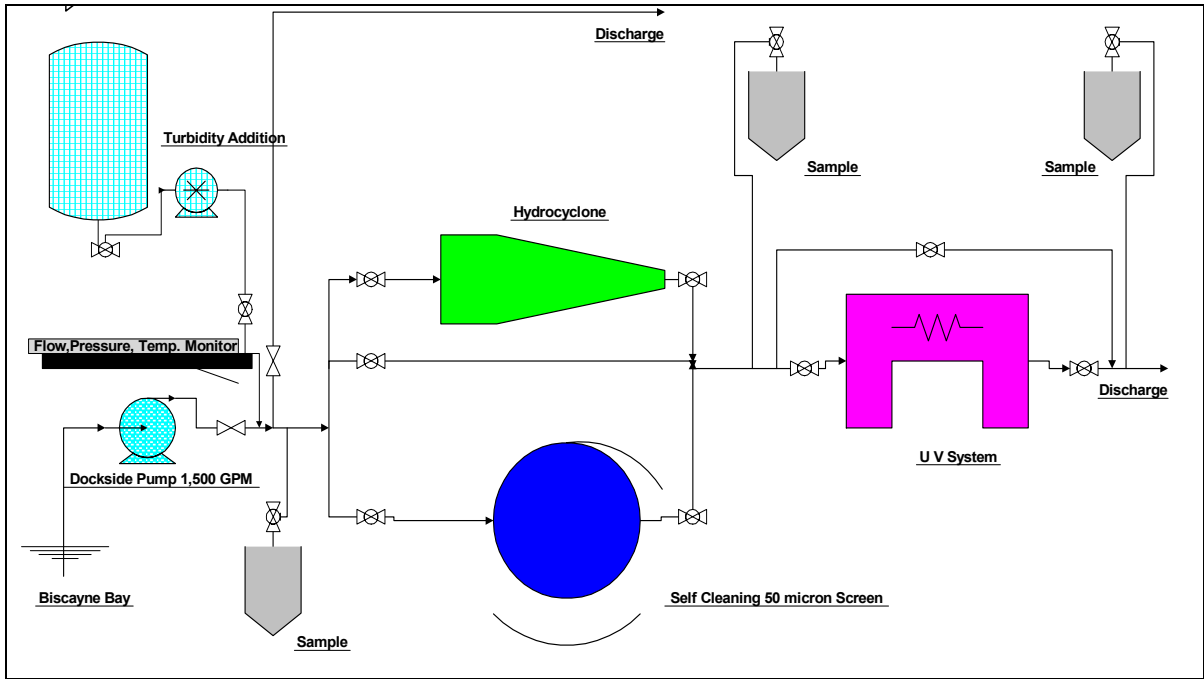 Discharge
Turbidity Addition
Sample
Sample
Hydrocyclone
Flow,Pressure, Temp. Monitor
Discharge
U V System
Dockside Pump 1,500 GPM
Biscayne Bay
Self Cleaning 50 micron Screen
Sample